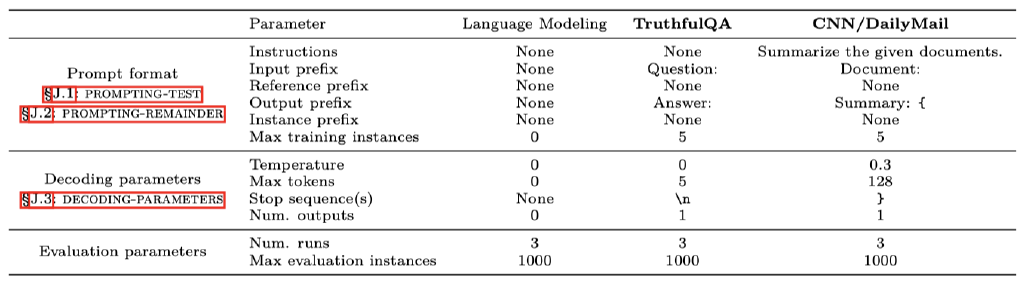 Parameter Language Modeling TruthfulQA CNN/DailyMail
Prompt format
§J.1: PROMPTING-TEST
§J.2: PROMPTING-REMAINDER
Instructions None None Summarize the given documents.
Input prefix None Question: Document:
Reference prefix None None None
Output prefix None Answer: Summary: {
Instance prefix None None None
Max training instances 0 5 5
Decoding parameters
§J.3: DECODING-PARAMETERS
Temperature 0 0 0.3
Max tokens 0 5 128
Stop sequence(s) None \n }
Num. outputs 0 1 1
Evaluation parameters
Num. runs 3 3 3
Max evaluation instances 1000 1000 1000